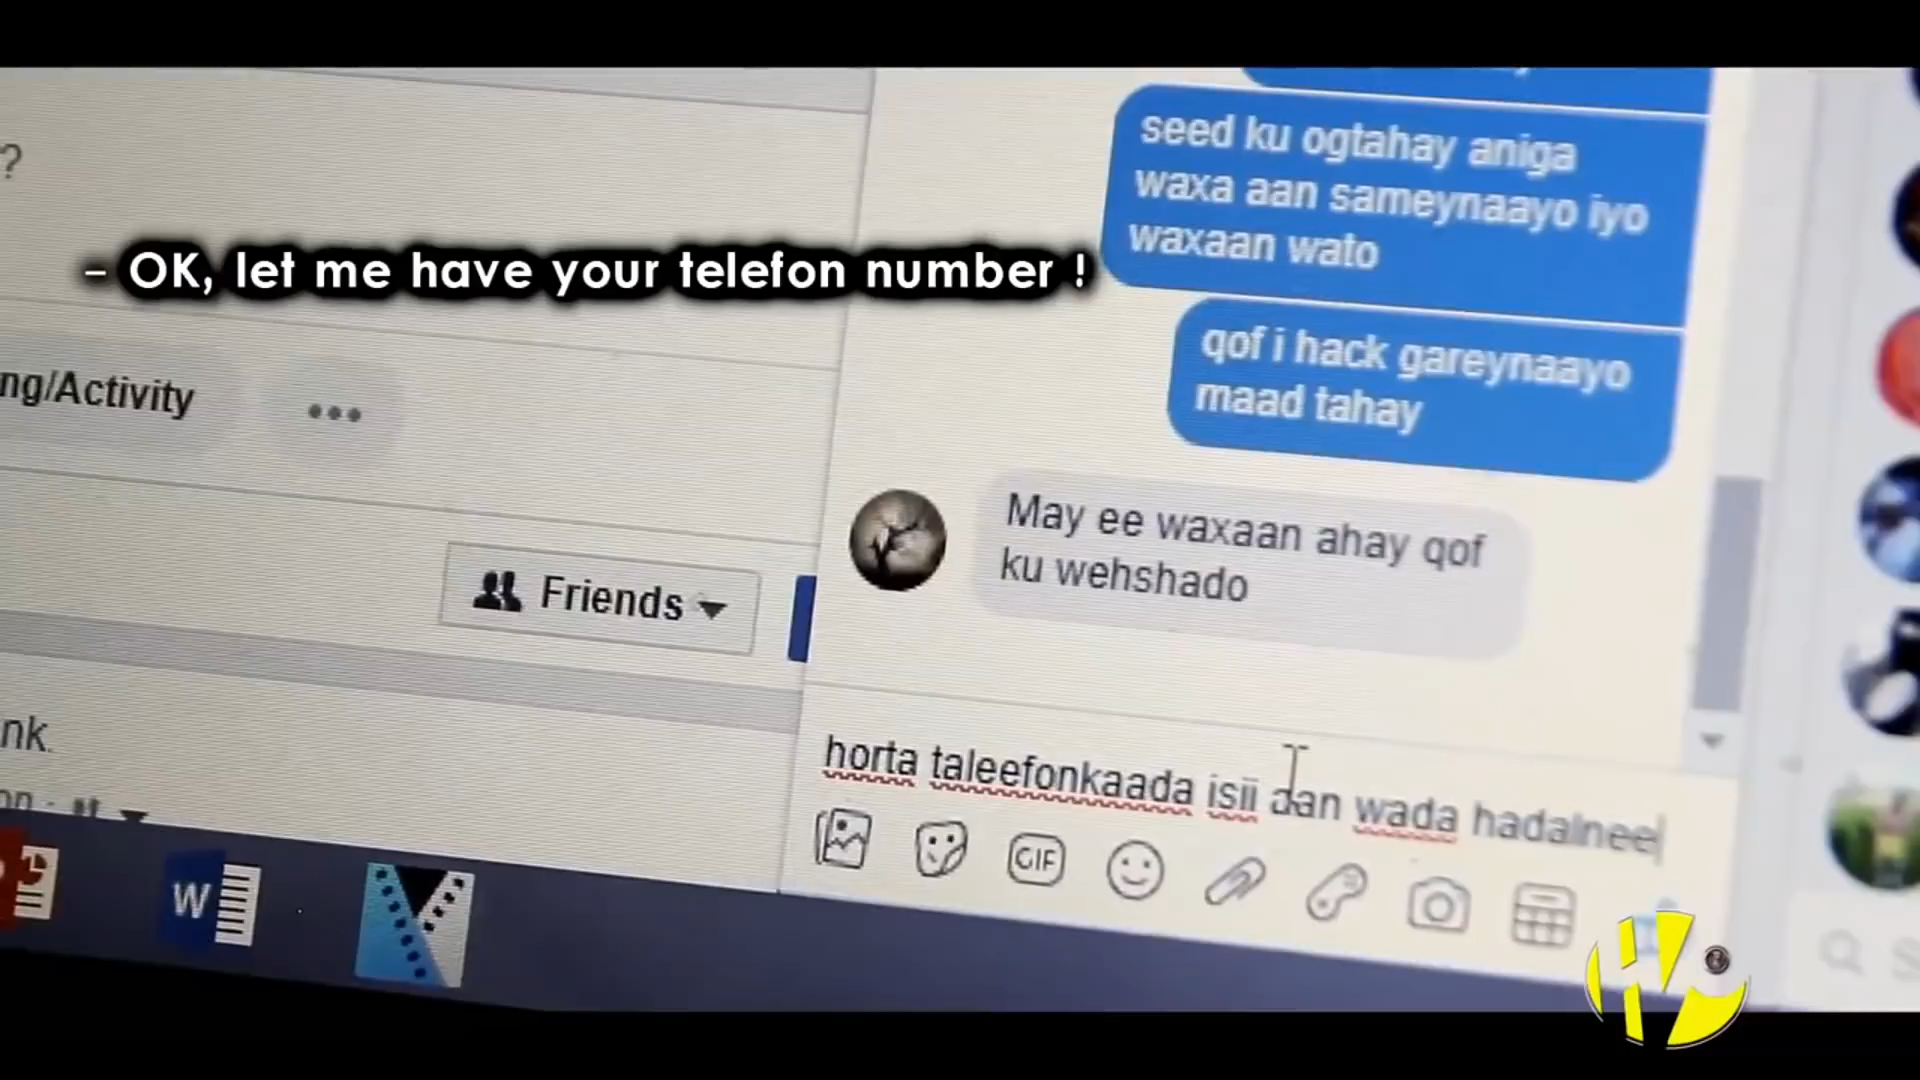 ?
seed ku ogtahay aniga
waxa aan sameynaayo iyo
waxaan wato
– OK, let me have your telefon number !
qof i hack gareynaayo
maad tahay
ng/Activity
May ee waxaan ahay qof
ku wehshado
Friends
nk.
horta taleefonkaada isii aan wada hadalnee
GIF
W